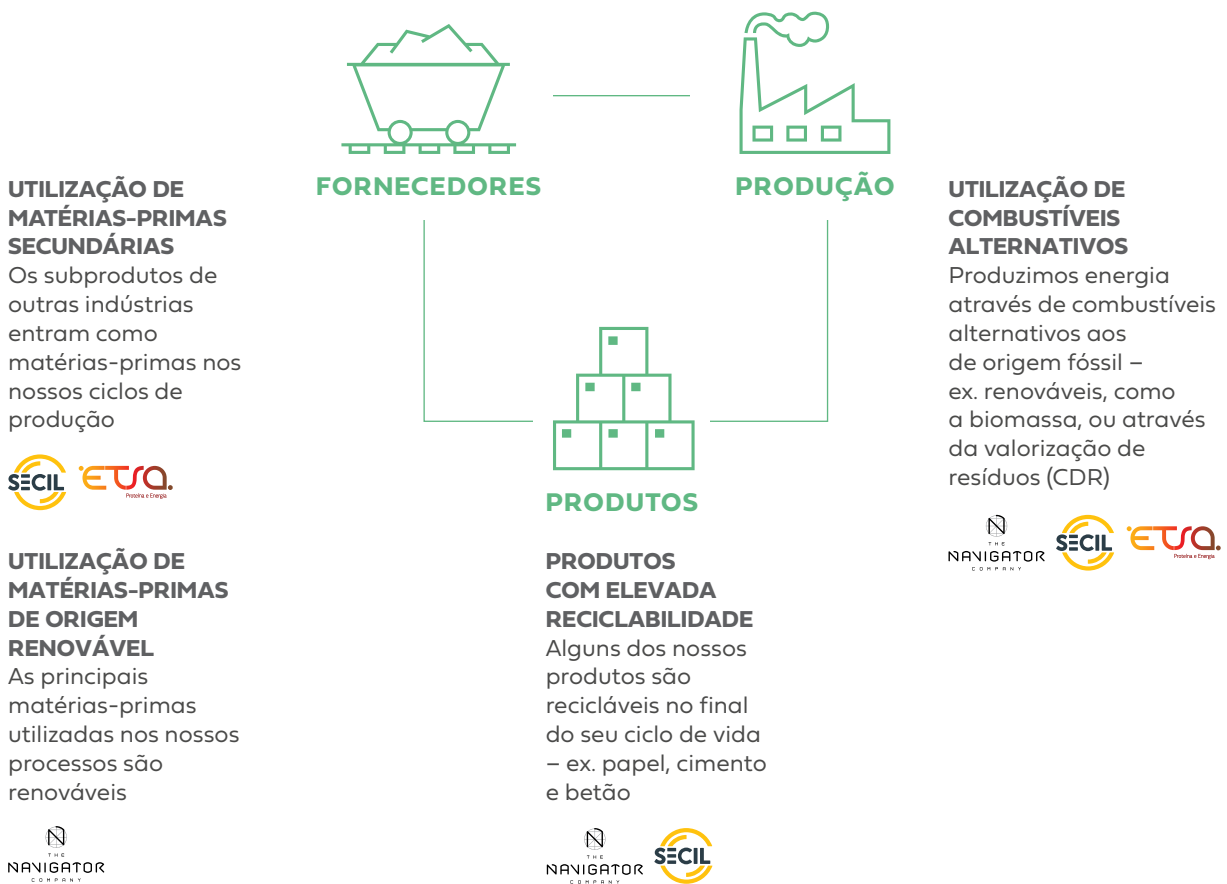 FORNECEDORES
PRODUÇÃO
UTILIZAÇÃO DE
MATÉRIAS-PRIMAS
SECUNDÁRIAS
Os subprodutos de
outras indústrias
entram como
matérias-primas nos
nossos ciclos de
produção
SECIL
ETSA.
Proteína e Energia
UTILIZAÇÃO DE
MATÉRIAS-PRIMAS
DE ORIGEM
RENOVÁVEL
As principais
matérias-primas
utilizadas nos nossos
processos são
renováveis
THE
NAVIGATOR
COMPANY
PRODUTOS
PRODUTOS
COM ELEVADA
RECICLABILIDADE
Alguns dos nossos
produtos são
recicláveis no final
do seu ciclo de vida
– ex. papel, cimento
e betão
THE
NAVIGATOR
COMPANY
SECIL
UTILIZAÇÃO DE
COMBUSTÍVEIS
ALTERNATIVOS
Produzimos energia
através de combustíveis
alternativos aos
de origem fóssil –
ex. renováveis, como
a biomassa, ou através
da valorização de
resíduos (CDR)
THE
NAVIGATOR
COMPANY
SECIL
ETSA.
Proteína e Energia